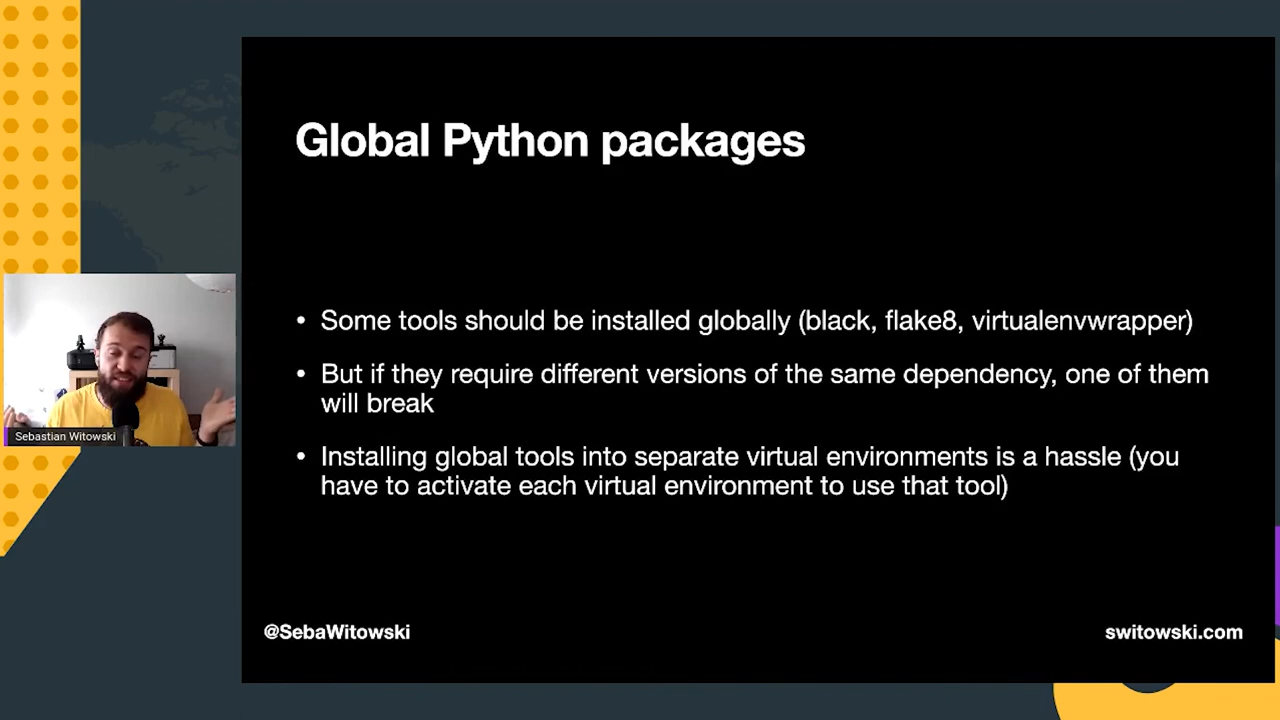 Global Python packages
• Some tools should be installed globally (black, flake8, virtualenvwrapper)
• But if they require different versions of the same dependency, one of them
will break
• Installing global tools into separate virtual environments is a hassle (you
have to activate each virtual environment to use that tool)
Sebastian Witowski
@SebaWitowski
switowski.com